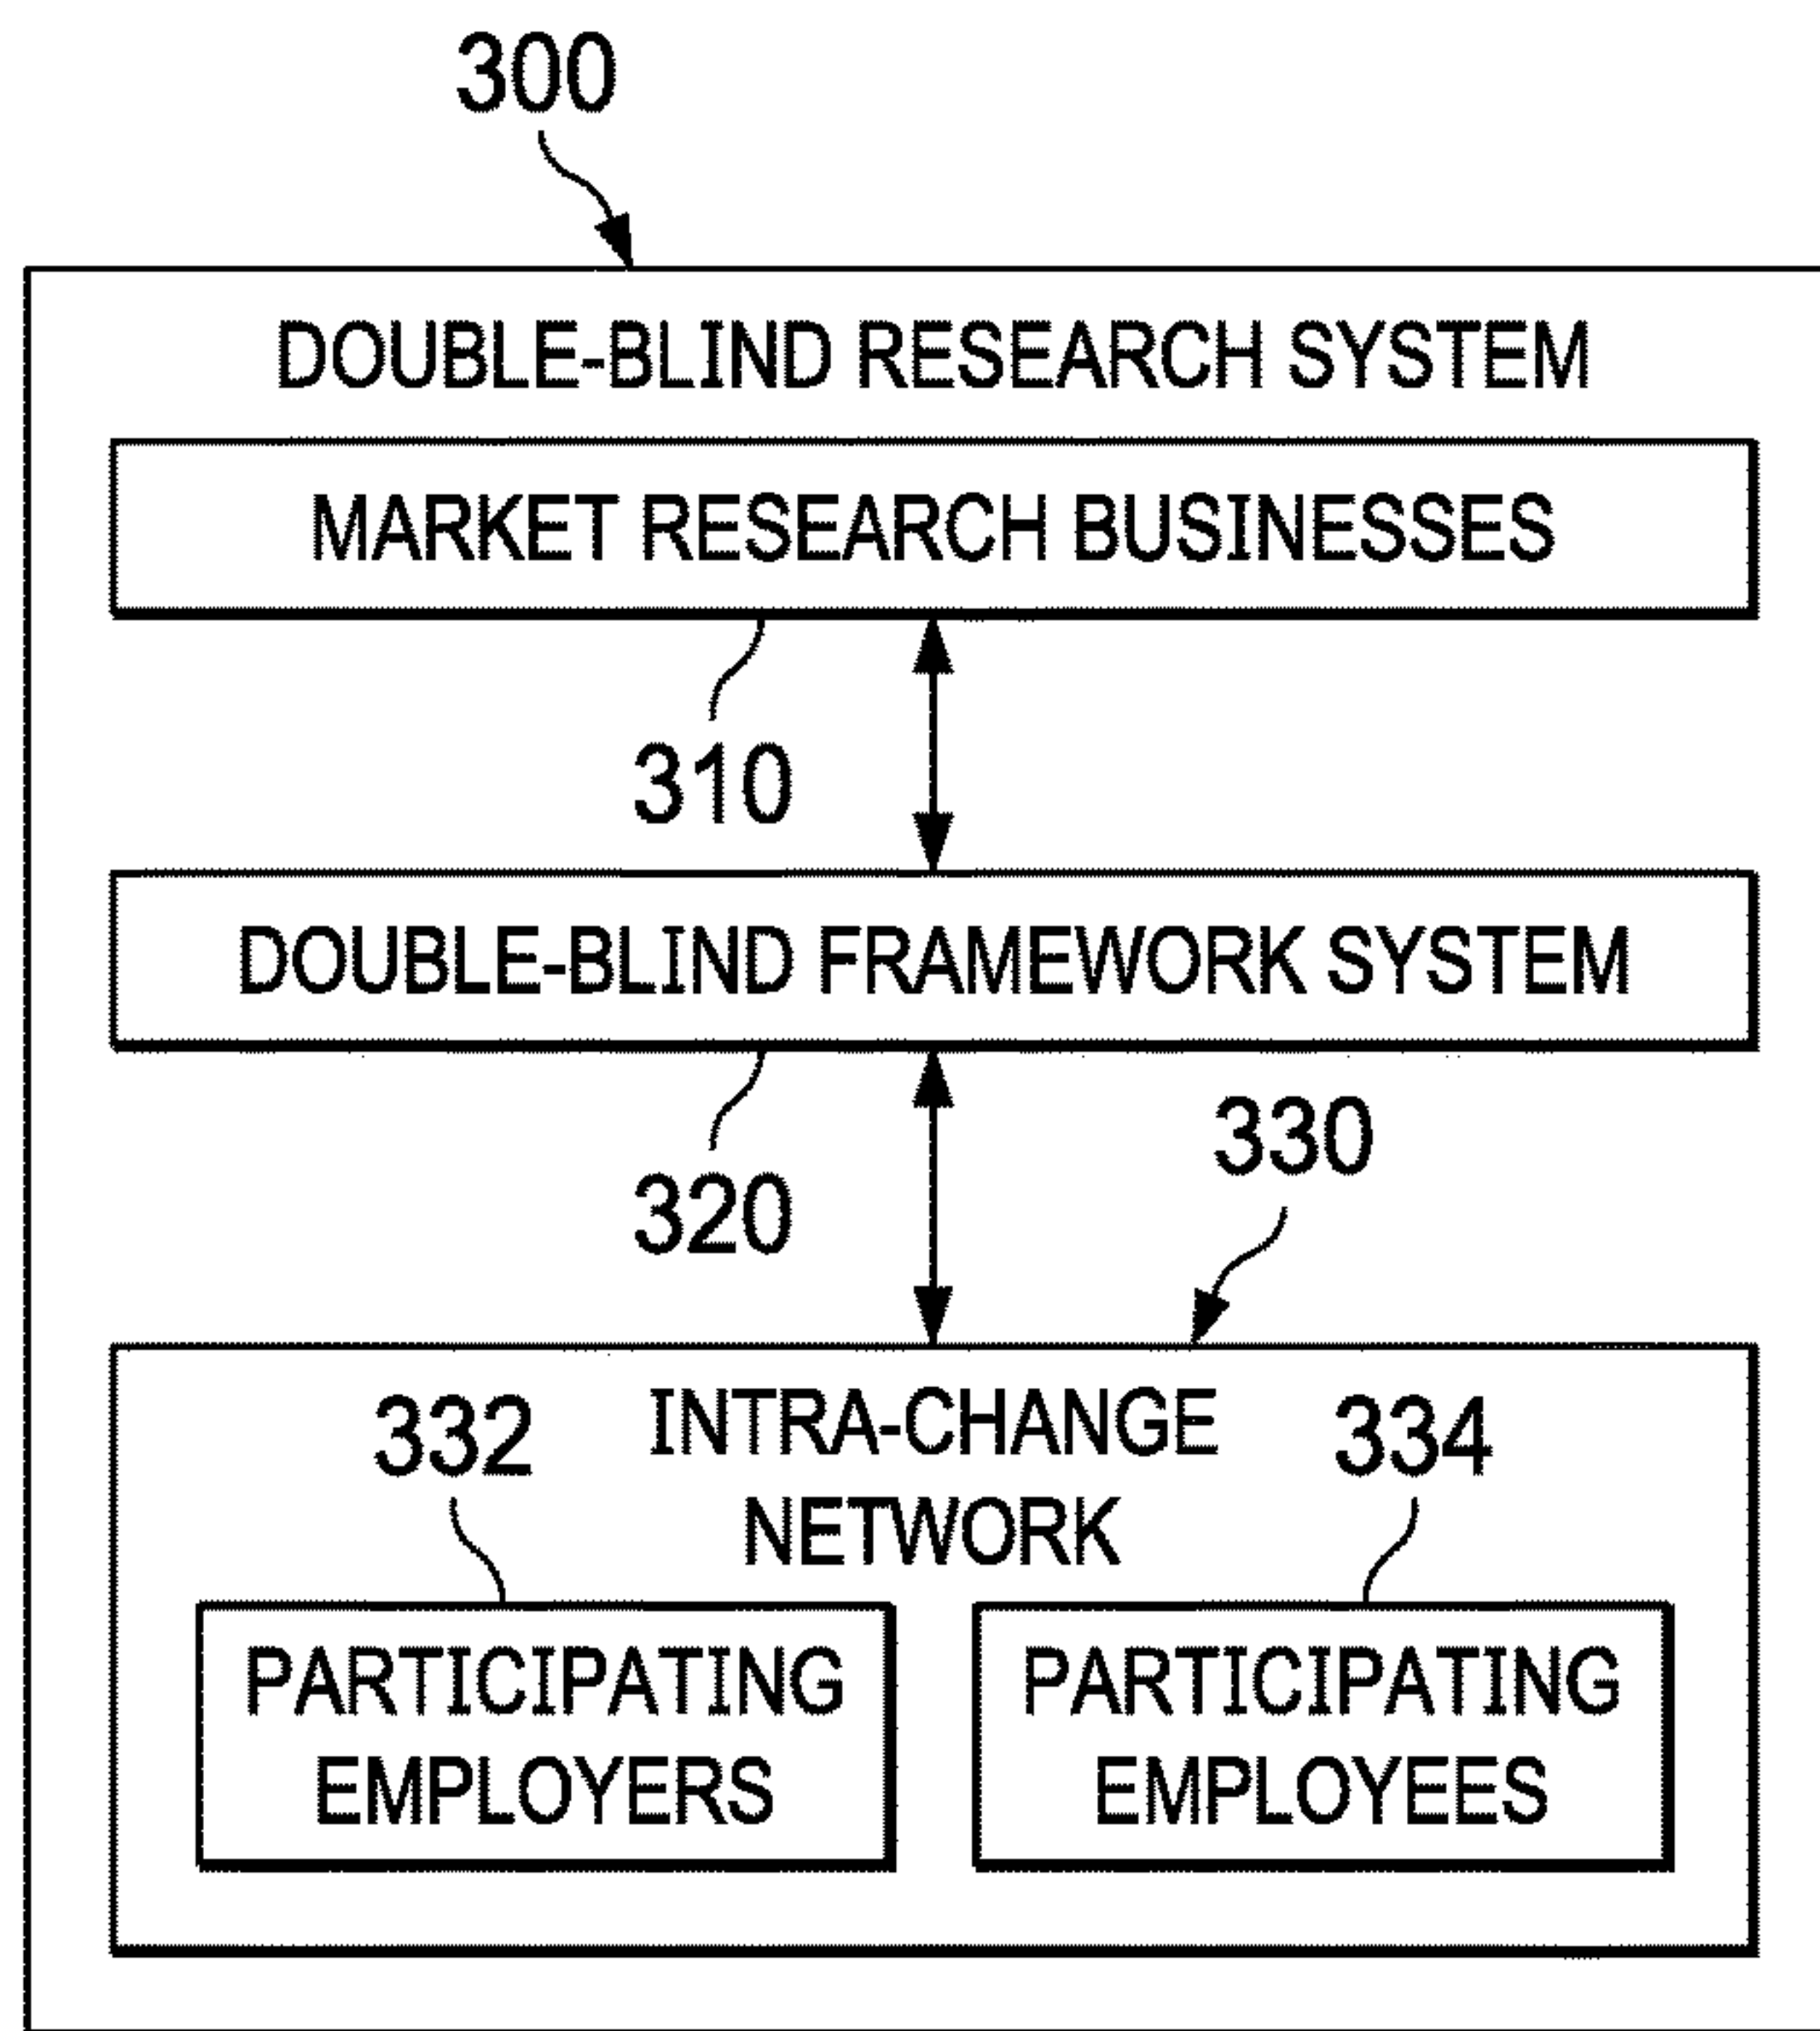 300
DOUBLE-BLIND RESEARCH SYSTEM
MARKET RESEARCH BUSINESSES
310
DOUBLE-BLIND FRAMEWORK SYSTEM
320
330
332
INTRA-CHANGE
NETWORK
334
PARTICIPATING
EMPLOYERS
PARTICIPATING
EMPLOYEES